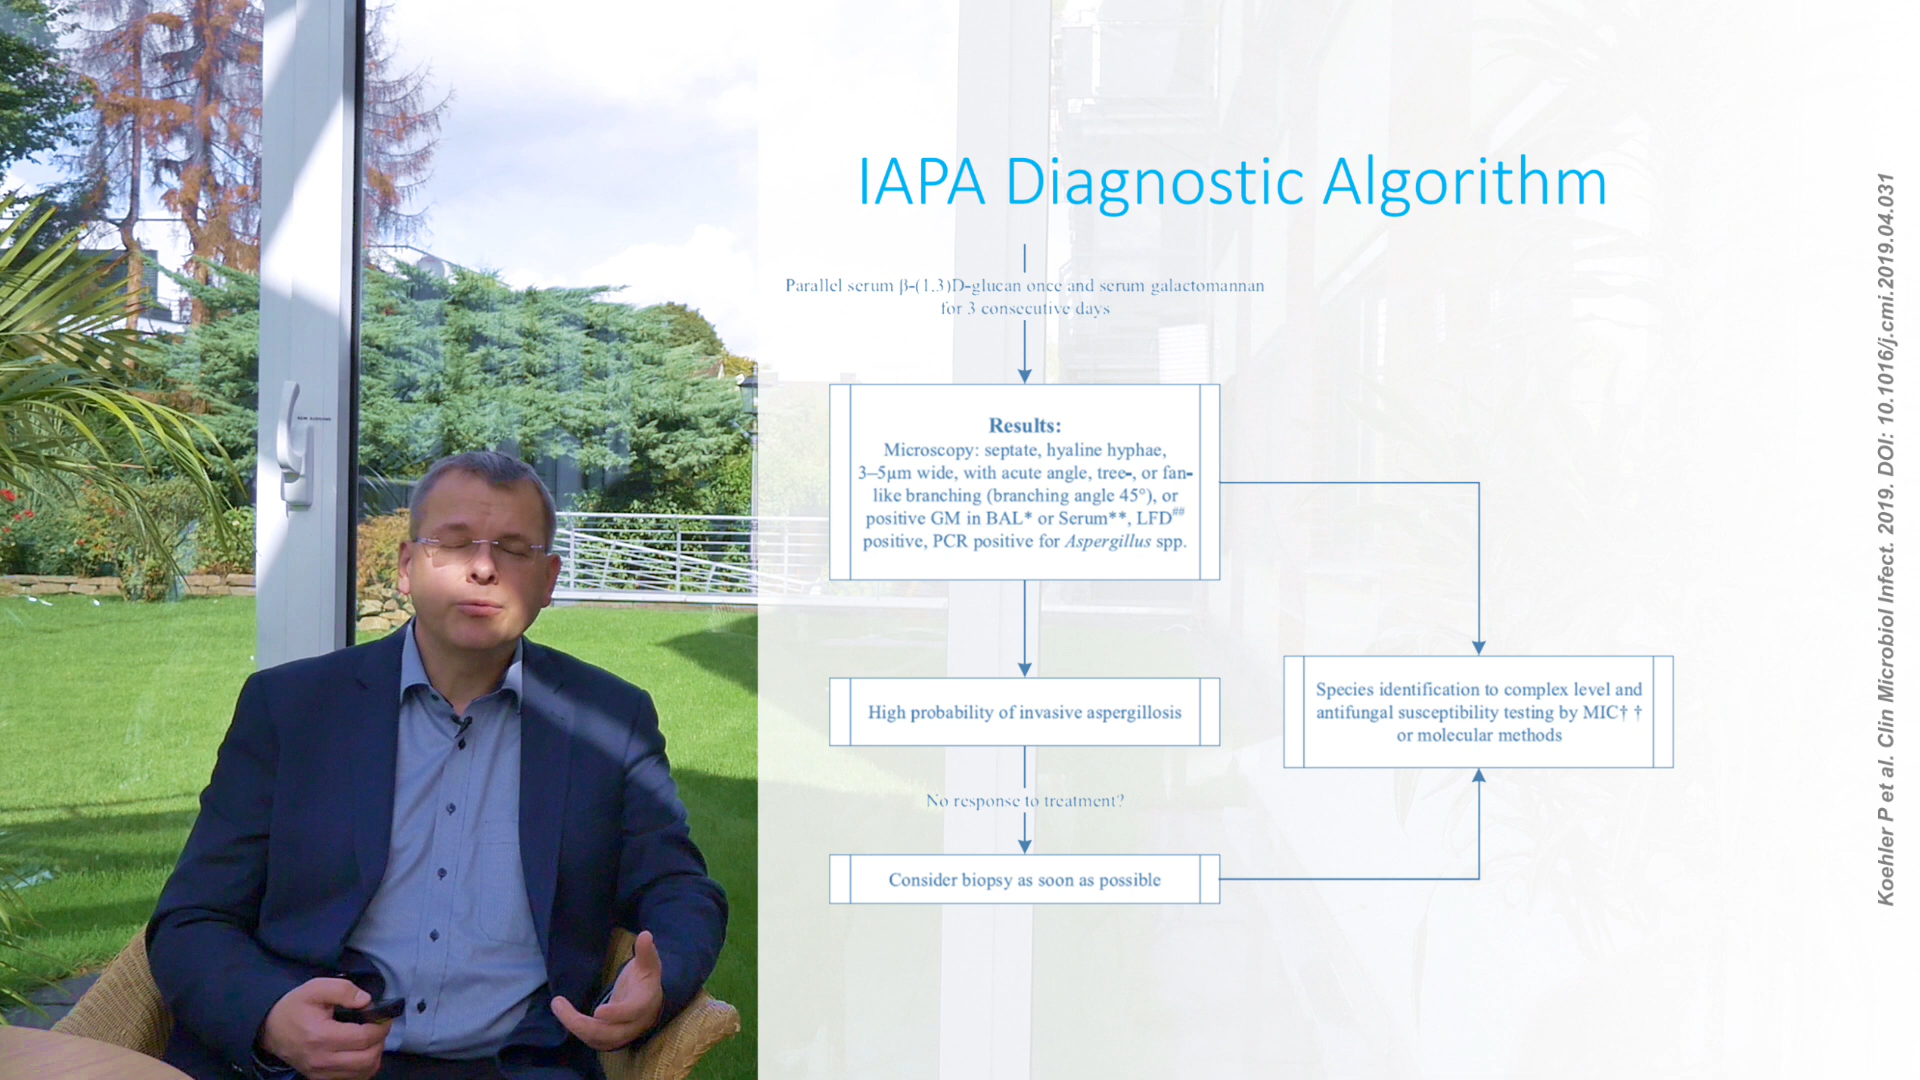 IAPA Diagnostic Algorithm
Parallel serum β-(1.3)D-glucan once and serum galactomannan
for 3 consecutive days
Results:
Microscopy: septate, hyaline hyphae,
3–5µm wide, with acute angle, tree-, or fan-
like branching (branching angle 45°), or
positive GM in BAL* or Serum**, LFD##
positive, PCR positive for Aspergillus spp.
High probability of invasive aspergillosis
No response to treatment?
Consider biopsy as soon as possible
Species identification to complex level and
antifungal susceptibility testing by MIC† †
or molecular methods
Koehler P et al. Clin Microbiol Infect. 2019. DOI: 10.1016/j.cmi.2019.04.031